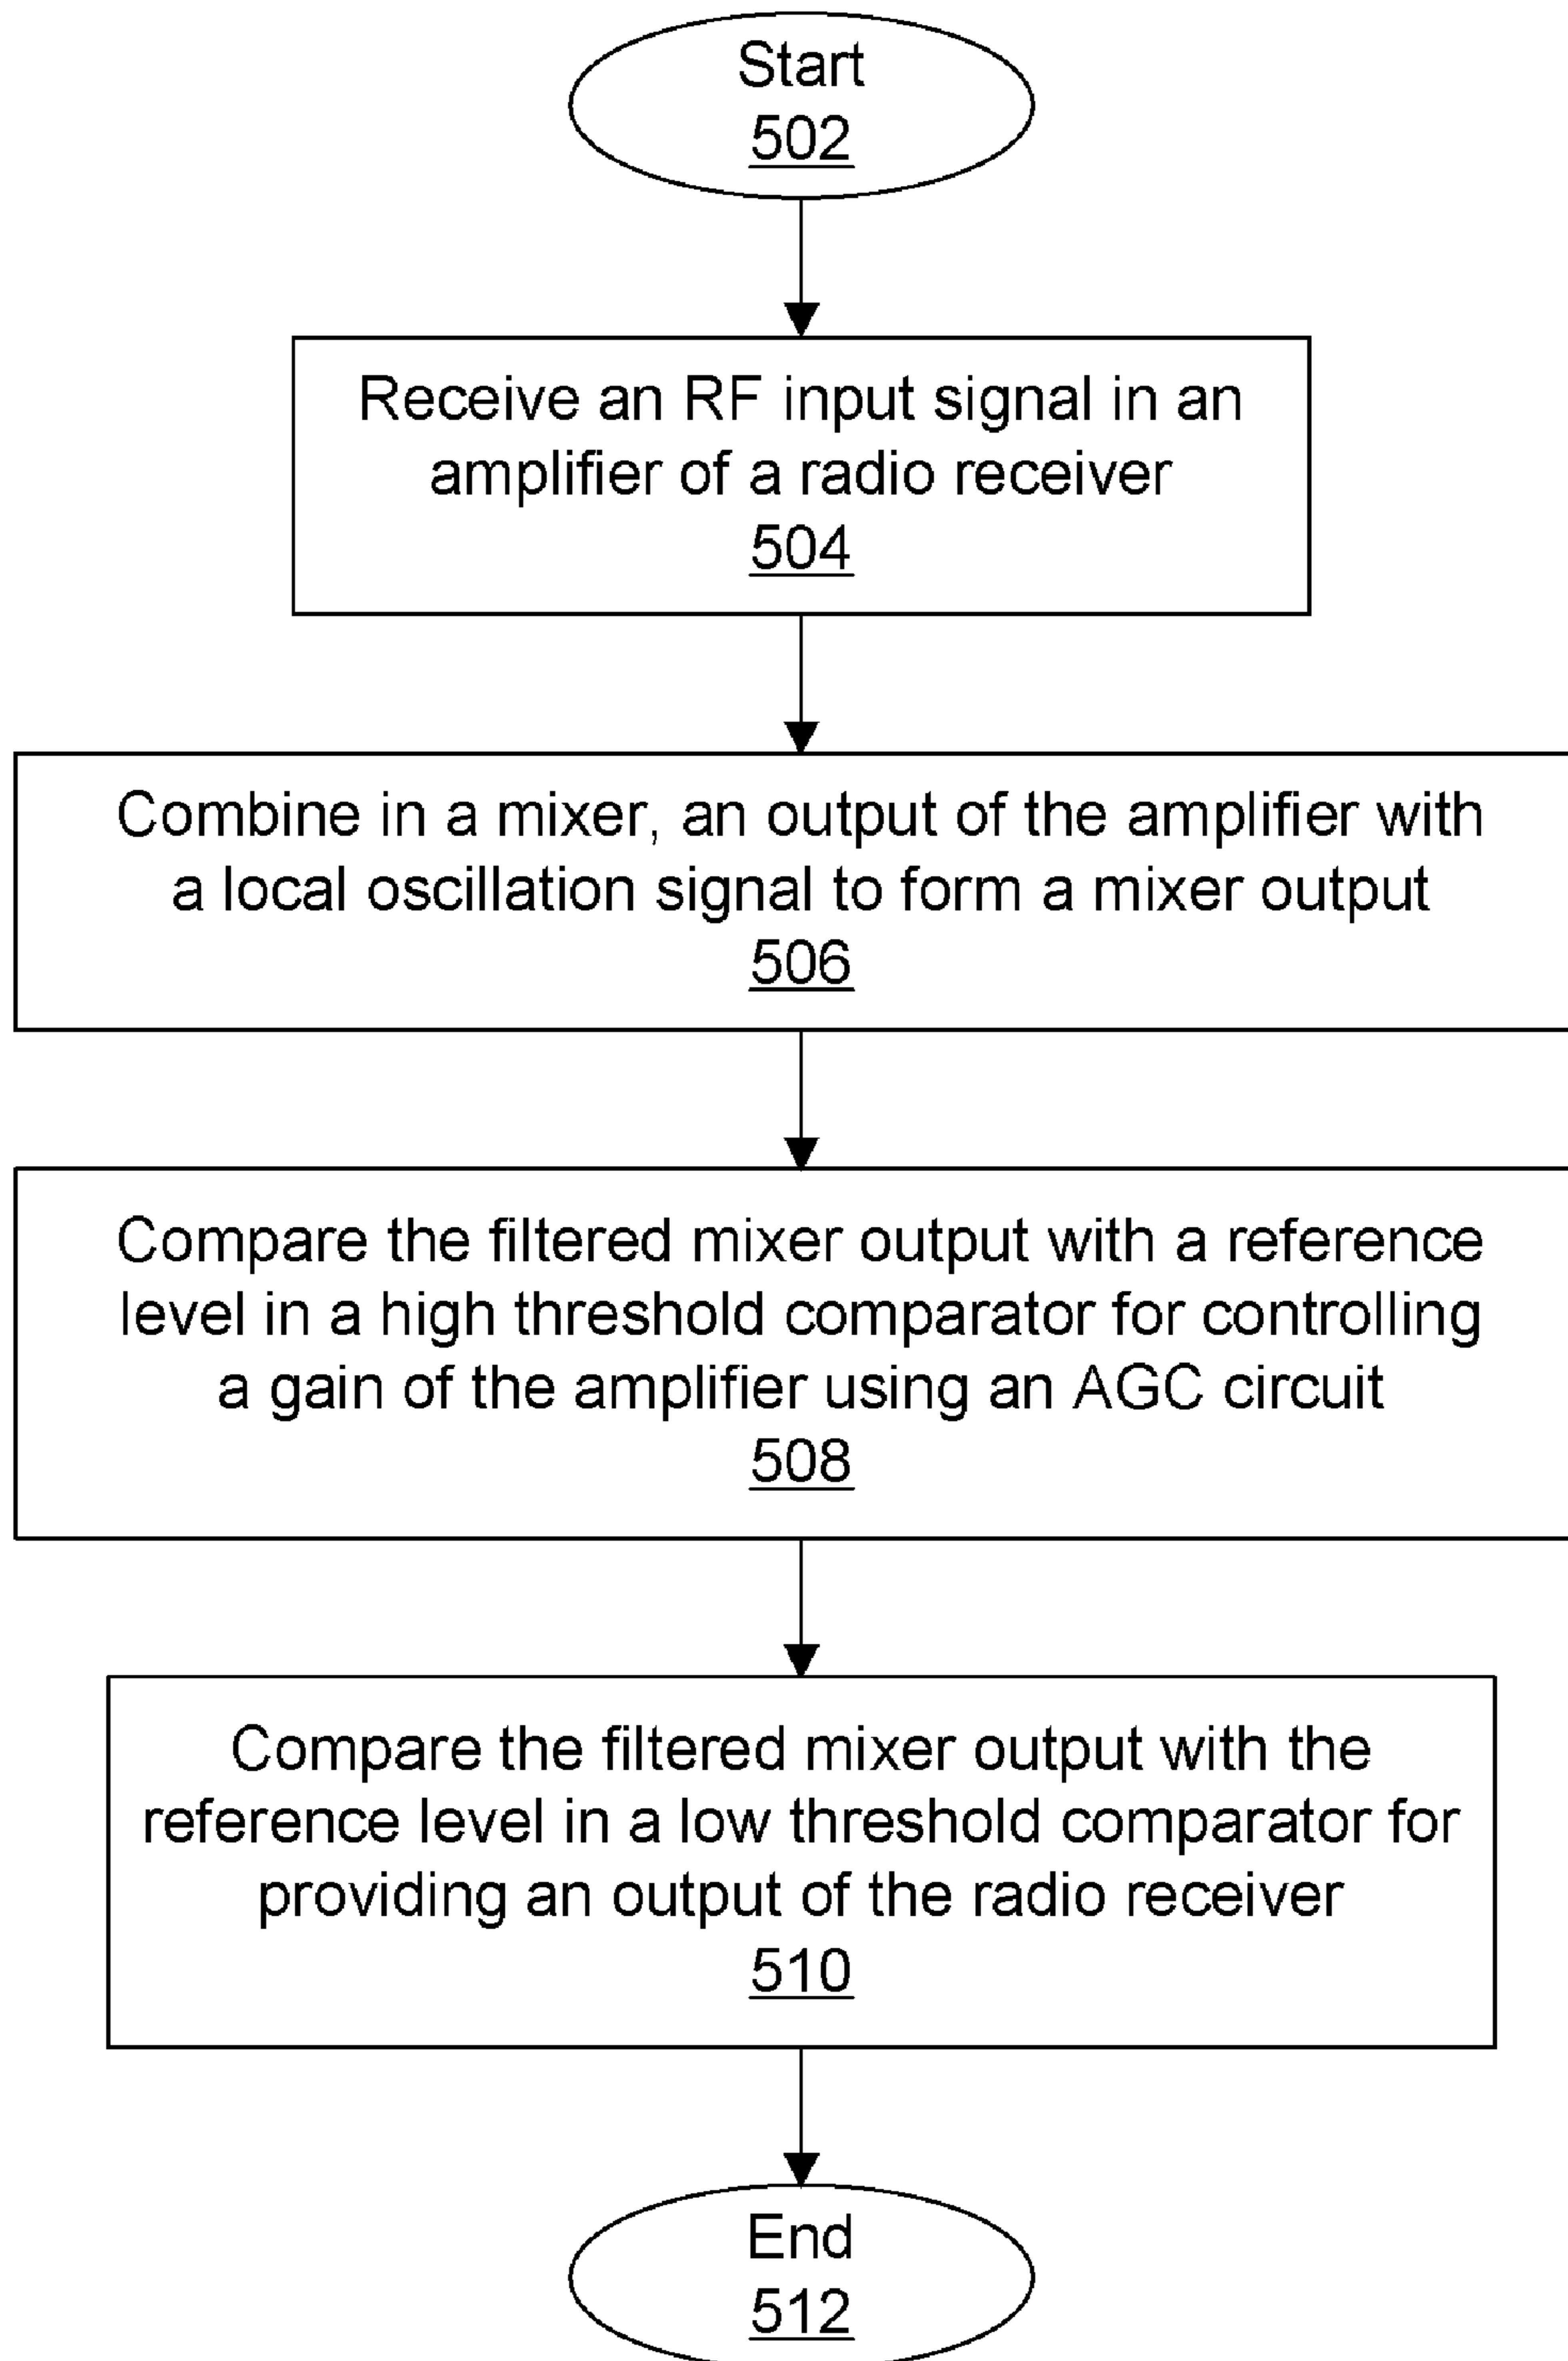 Start
502
Receive an RF input signal in an
amplifier of a radio receiver
504
Combine in a mixer, an output of the amplifier with
a local oscillation signal to form a mixer output
506
Compare the filtered mixer output with a reference
level in a high threshold comparator for controlling
a gain of the amplifier using an AGC circuit
508
Compare the filtered mixer output with the
reference level in a low threshold comparator for
providing an output of the radio receiver
510
End
512